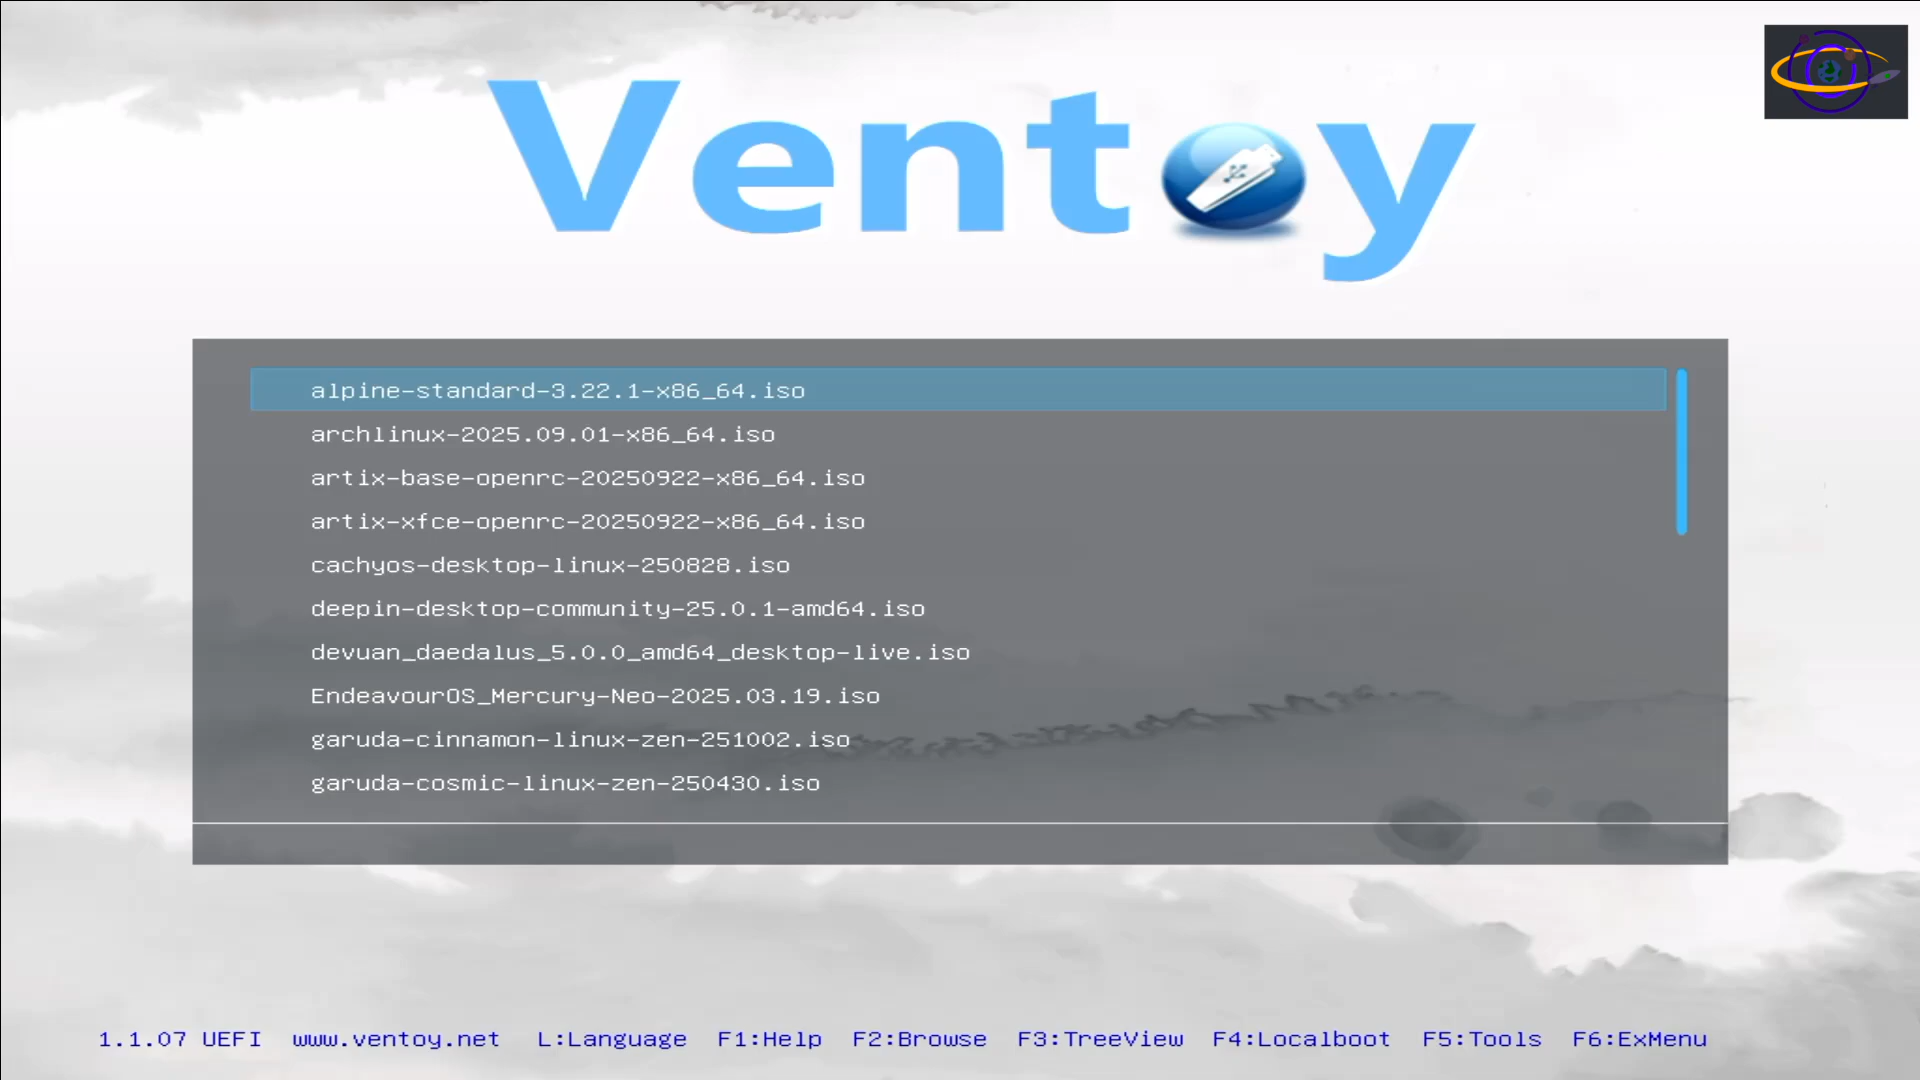 Ventoy
alpine-standard-3.22.1-x86_64.iso
archlinux-2025.09.01-x86_64.iso
artix-base-openrc-20250922-x86_64.iso
artix-xfce-openrc-20250922-x86_64.iso
cachyos-desktop-linux-250828.iso
deepin-desktop-community-25.0.1-amd64.iso
devuan_daedalus_5.0.0_amd64_desktop-live.iso
EndeavourOS_Mercury-Neo-2025.03.19.iso
garuda-cinnamon-linux-zen-251002.iso
garuda-cosmic-linux-zen-250430.iso
1.1.07 UEFI www.ventoy.net L:Language F1:Help F2:Browse F3:TreeView F4:Localboot F5:Tools F6:ExMenu